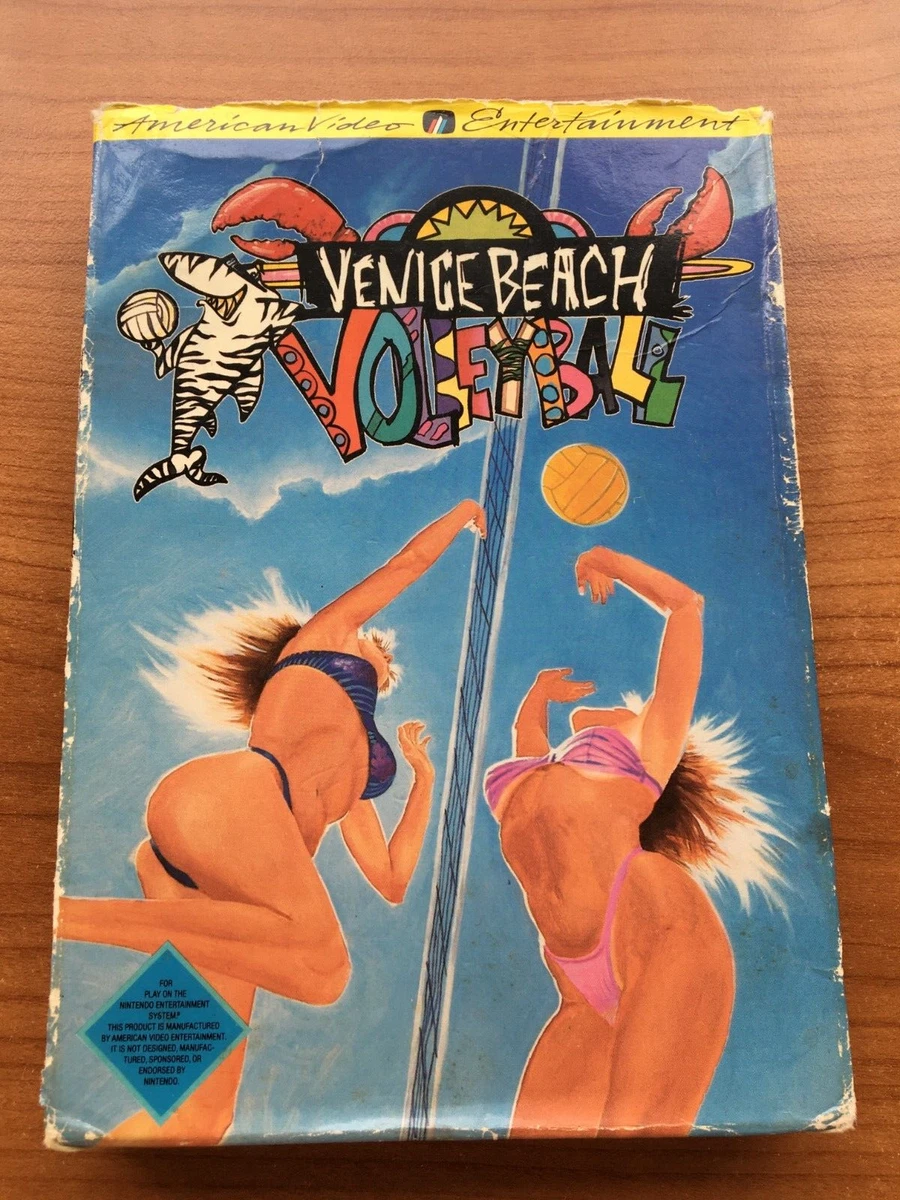 American Video Entertainment
VENICE BEACH
VOLLEYBALL
FOR
PLAY ON THE
NINTENDO ENTERTAINMENT
SYSTEM.®
THIS PRODUCT IS MANUFACTURED
BY AMERICAN VIDEO ENTERTAINMENT.
IT IS NOT DESIGNED, MANUFAC-
TURED, SPONSORED, OR
ENDORSED BY
NINTENDO.